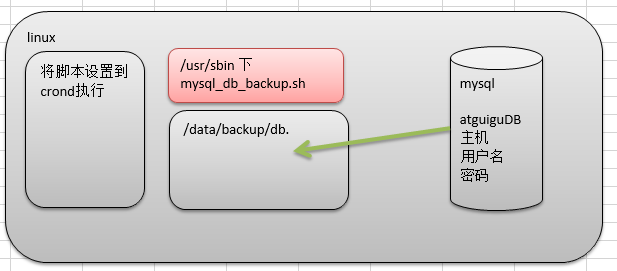 linux
将脚本设置到
crond执行
/usr/sbin 下
mysql_db_backup.sh
/data/backup/db.
mysql
atguiguDB
主机
用户名
密码